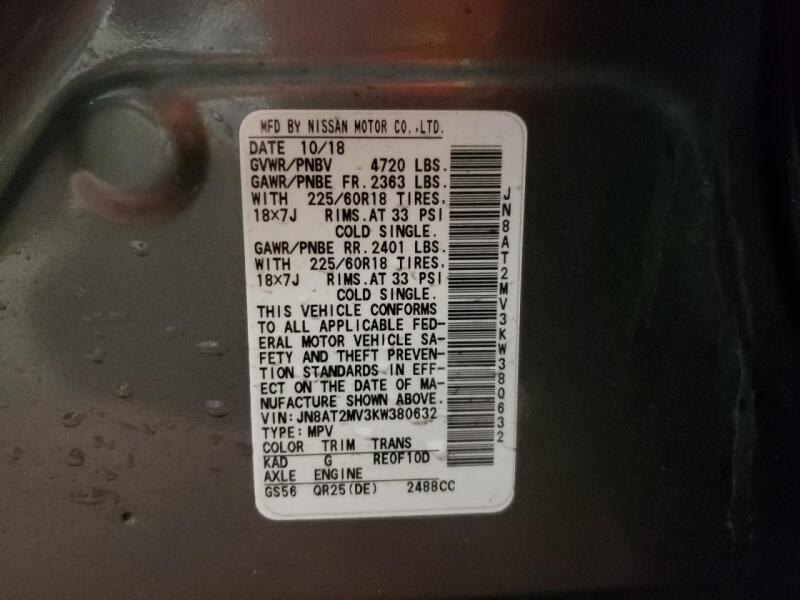 MFD BY NISSAN MOTOR CO.,LTD.
DATE 10/18
GVWR/PNBV 4720 LBS.
GAWR/PNBE FR. 2363 LBS.
WITH 225/60R18 TIRES,
18×7J RIMS.AT 33 PSI
COLD SINGLE.
GAWR/PNBE RR. 2401 LBS.
WITH 225/60R18 TIRES,
18×7J RIMS.AT 33 PSI
COLD SINGLE.
THIS VEHICLE CONFORMS
TO ALL APPLICABLE FED-
ERAL MOTOR VEHICLE SA-
FETY AND THEFT PREVEN-
TION STANDARDS IN EFF-
ECT ON THE DATE OF MA-
NUFACTURE SHOWN ABOVE.
VIN: JN8AT2MV3KW380632
TYPE: MPV
COLOR TRIM TRANS
KAD G RE0F10D
AXLE ENGINE
GS56 QR25(DE) 2488CC
JN8AT2MV3KW380632